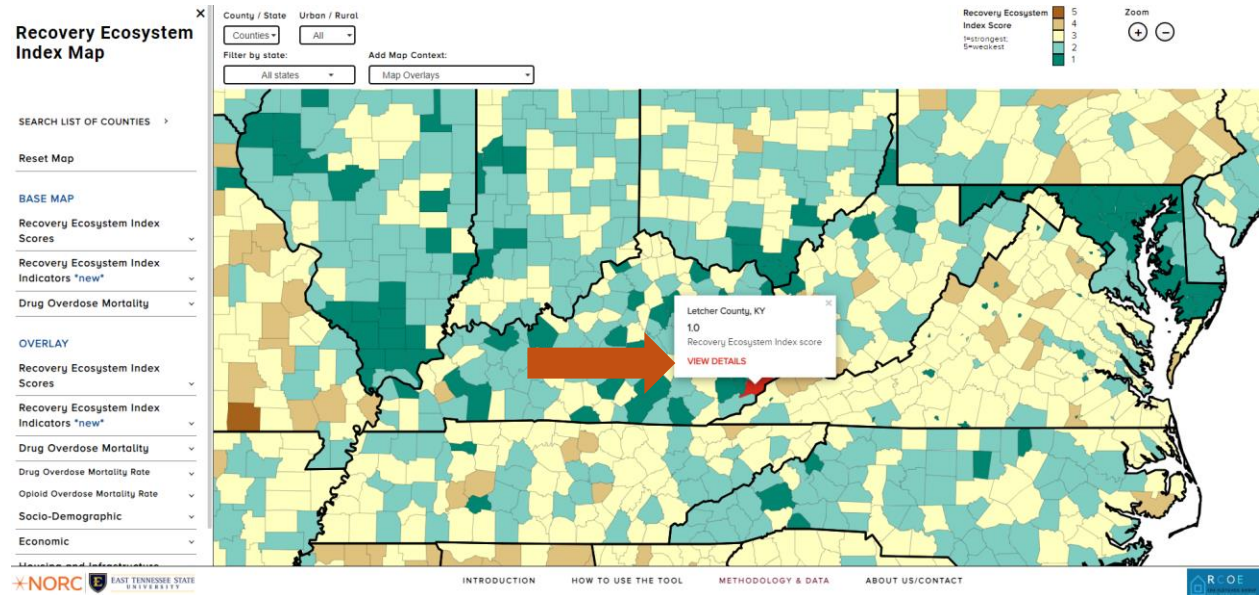 ×
Recovery Ecosystem
Index Map
SEARCH LIST OF COUNTIES ›
Reset Map
BASE MAP
Recovery Ecosystem Index
Scores
Recovery Ecosystem Index
Indicators *new*
Drug Overdose Mortality
OVERLAY
Recovery Ecosystem Index
Scores
Recovery Ecosystem Index
Indicators *new*
Drug Overdose Mortality
Drug Overdose Mortality Rate
Opioid Overdose Mortality Rate
Socio-Demographic
Economic
Housing and Infrastructure
County / State
Urban / Rural
Counties
All
Filter by state:
Add Map Context:
All states
Map Overlays
Recovery Ecosystem
Index Score
1=strongest;
5=weakest
5
4
3
2
1
Zoom
+ −
Letcher County, KY
×
1.0
Recovery Ecosystem Index score
VIEW DETAILS
NORC
E
EAST TENNESSEE STATE
UNIVERSITY
INTRODUCTION
HOW TO USE THE TOOL
METHODOLOGY & DATA
ABOUT US/CONTACT
RCOE